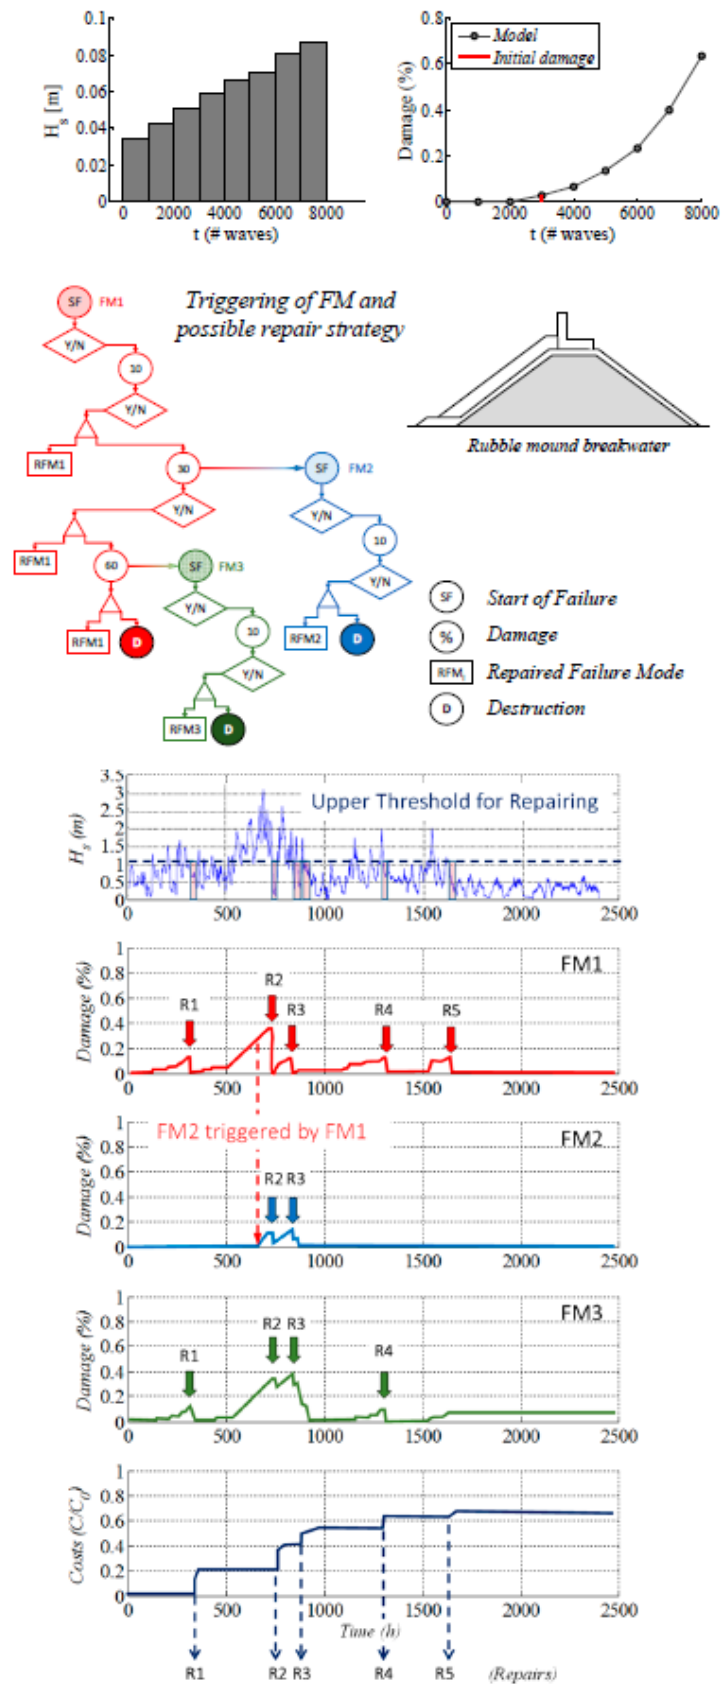 0.1
0.08
0.06
0.04
0.02
0
H_s [m]
0 2000 4000 6000 8000
t (# waves)
0.8
0.6
0.4
0.2
0
Damage (%)
Model
Initial damage
0 2000 4000 6000 8000
t (# waves)
Triggering of FM and
possible repair strategy
SF FM1
Y/N
10
Y/N
RFM1
30
SF FM2
Y/N
Y/N
10
RFM1
60
SF FM3
Y/N
Y/N
10
RFM1
D
RFM2
D
Y/N
RFM3
D
Rubble mound breakwater
SF Start of Failure
% Damage
RFM_i Repaired Failure Mode
D Destruction
3.5
3
2.5
2
1.5
1
0.5
0
H_s (m)
Upper Threshold for Repairing
0 500 1000 1500 2000 2500
1
0.8
0.6
0.4
0.2
0
Damage (%)
FM1
R1
R2
R3
R4
R5
0 500 1000 1500 2000 2500
FM2 triggered by FM1
1
0.8
0.6
0.4
0.2
0
Damage (%)
FM2
R2 R3
0 500 1000 1500 2000 2500
1
0.8
0.6
0.4
0.2
0
Damage (%)
FM3
R1
R2 R3
R4
0 500 1000 1500 2000 2500
1
0.8
0.6
0.4
0.2
0
Costs (C/C_0)
0 500 1000 1500 2000 2500
Time (h)
R1 R2 R3 R4 R5 (Repairs)